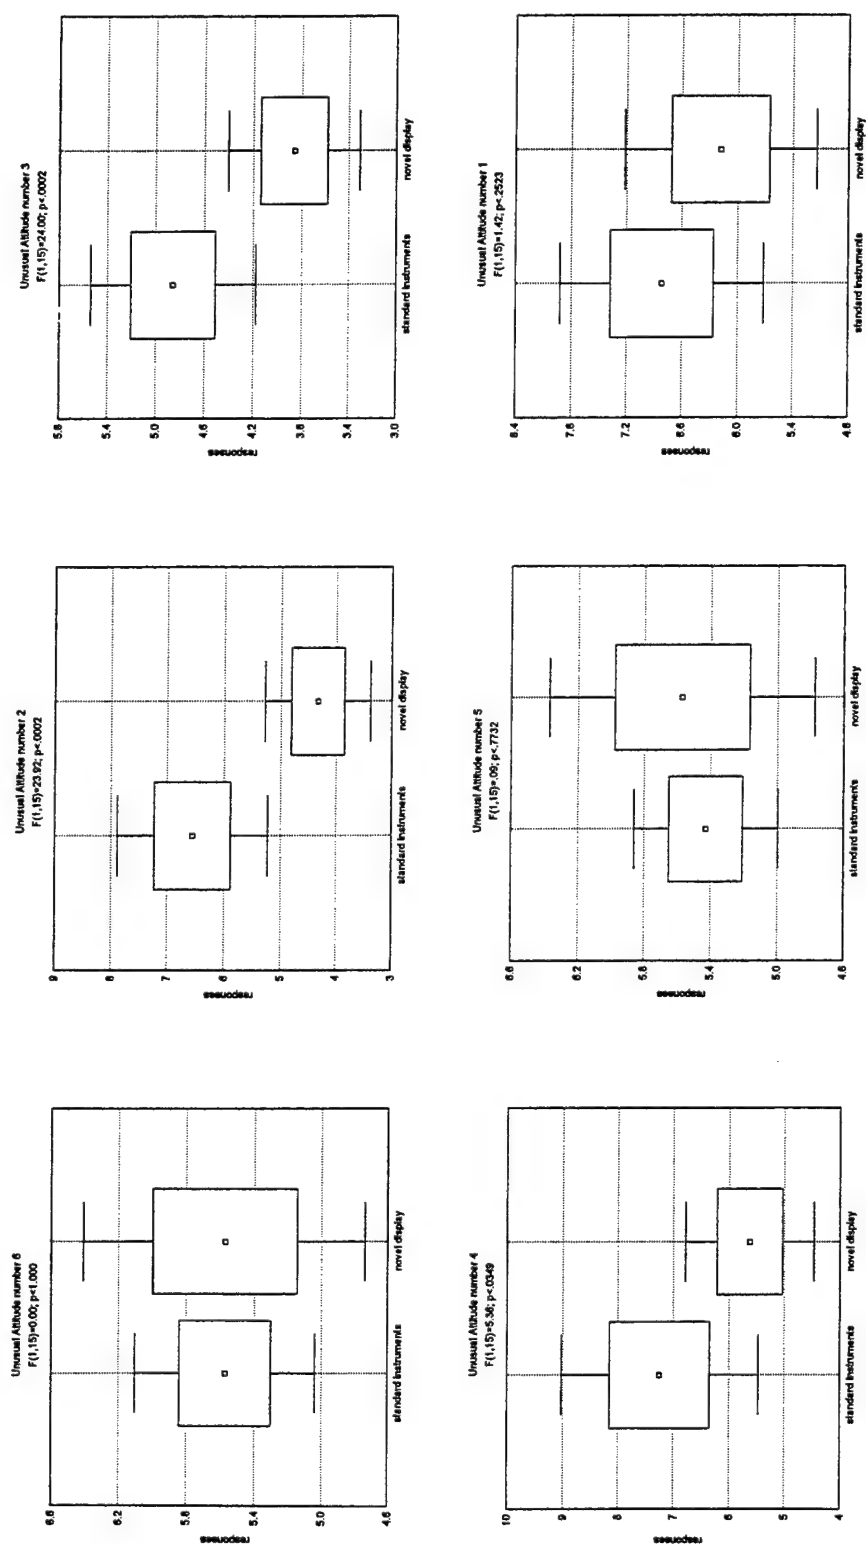 Unusual Attitude number 6
F(1,15)=0.00; p<1.000
responses
6.6
6.2
5.8
5.4
5.0
4.6
standard instruments
novel display
Unusual Attitude number 2
F(1,15)=23.92; p<.0002
responses
9
8
7
6
5
4
3
standard instruments
novel display
Unusual Attitude number 3
F(1,15)=24.00; p<.0002
responses
5.8
5.4
5.0
4.6
4.2
3.8
3.4
3.0
standard instruments
novel display
Unusual Attitude number 4
F(1,15)=5.36; p<.0349
responses
10
9
8
7
6
5
4
standard instruments
novel display
Unusual Attitude number 5
F(1,15)=.09; p<.7732
responses
6.6
6.2
5.8
5.4
5.0
4.6
standard instruments
novel display
Unusual Attitude number 1
F(1,15)=1.42; p<.2523
responses
8.4
7.8
7.2
6.6
6.0
5.4
4.8
standard instruments
novel display